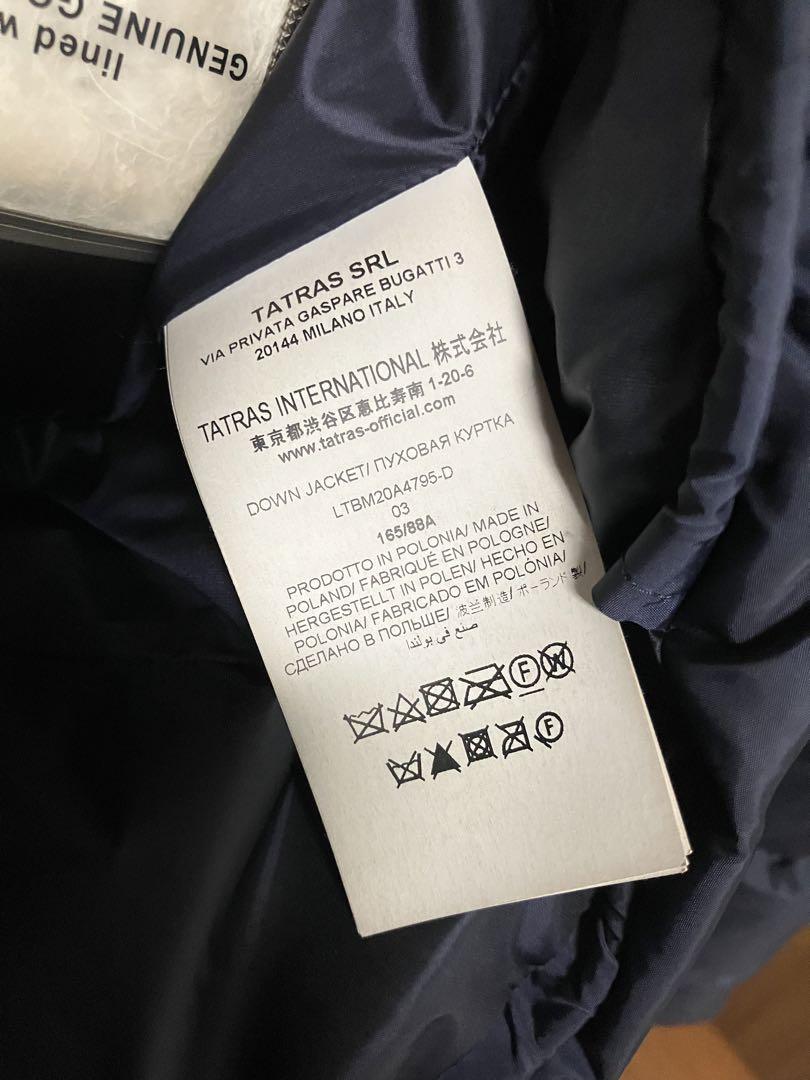 lined w
GENUINE GO
TATRAS SRL
VIA PRIVATA GASPARE BUGATTI 3
20144 MILANO ITALY
TATRAS INTERNATIONAL 株式会社
東京都渋谷区恵比寿南 1-20-6
www.tatras-official.com
DOWN JACKET/ ПУХОВАЯ КУРТКА
LTBM20A4795-D
03
165/88A
PRODOTTO IN POLONIA/ MADE IN
POLAND/ FABRIQUÉ EN POLOGNE/
HERGESTELLT IN POLEN/ HECHO EN
POLONIA/ FABRICADO EM POLÔNIA/
СДЕЛАНО В ПОЛЬШЕ/ 波兰制造/ ポーランド製/
صنع في بولندا
F W
F